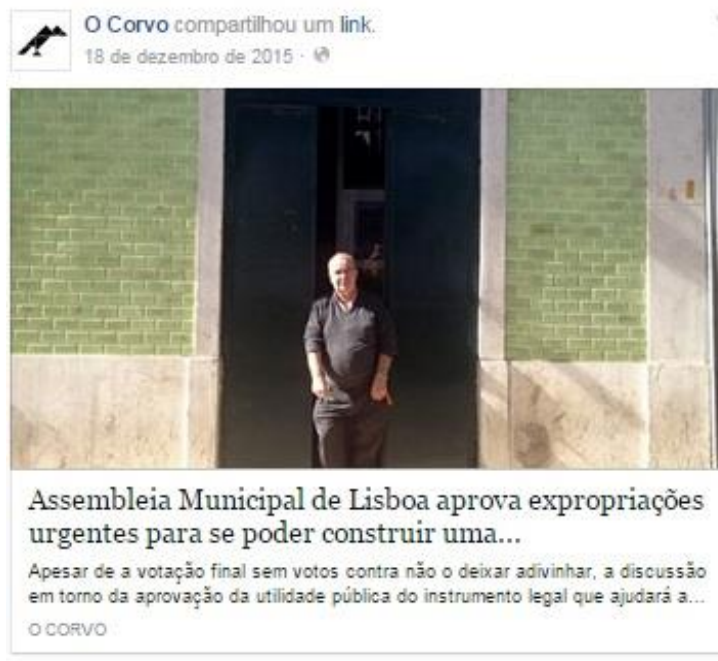 O Corvo compartilhou um link.
18 de dezembro de 2015 ·
Assembleia Municipal de Lisboa aprova expropriações
urgentes para se poder construir uma...
Apesar de a votação final sem votos contra não o deixar adivinhar, a discussão
em torno da aprovação da utilidade pública do instrumento legal que ajudará a...
O CORVO